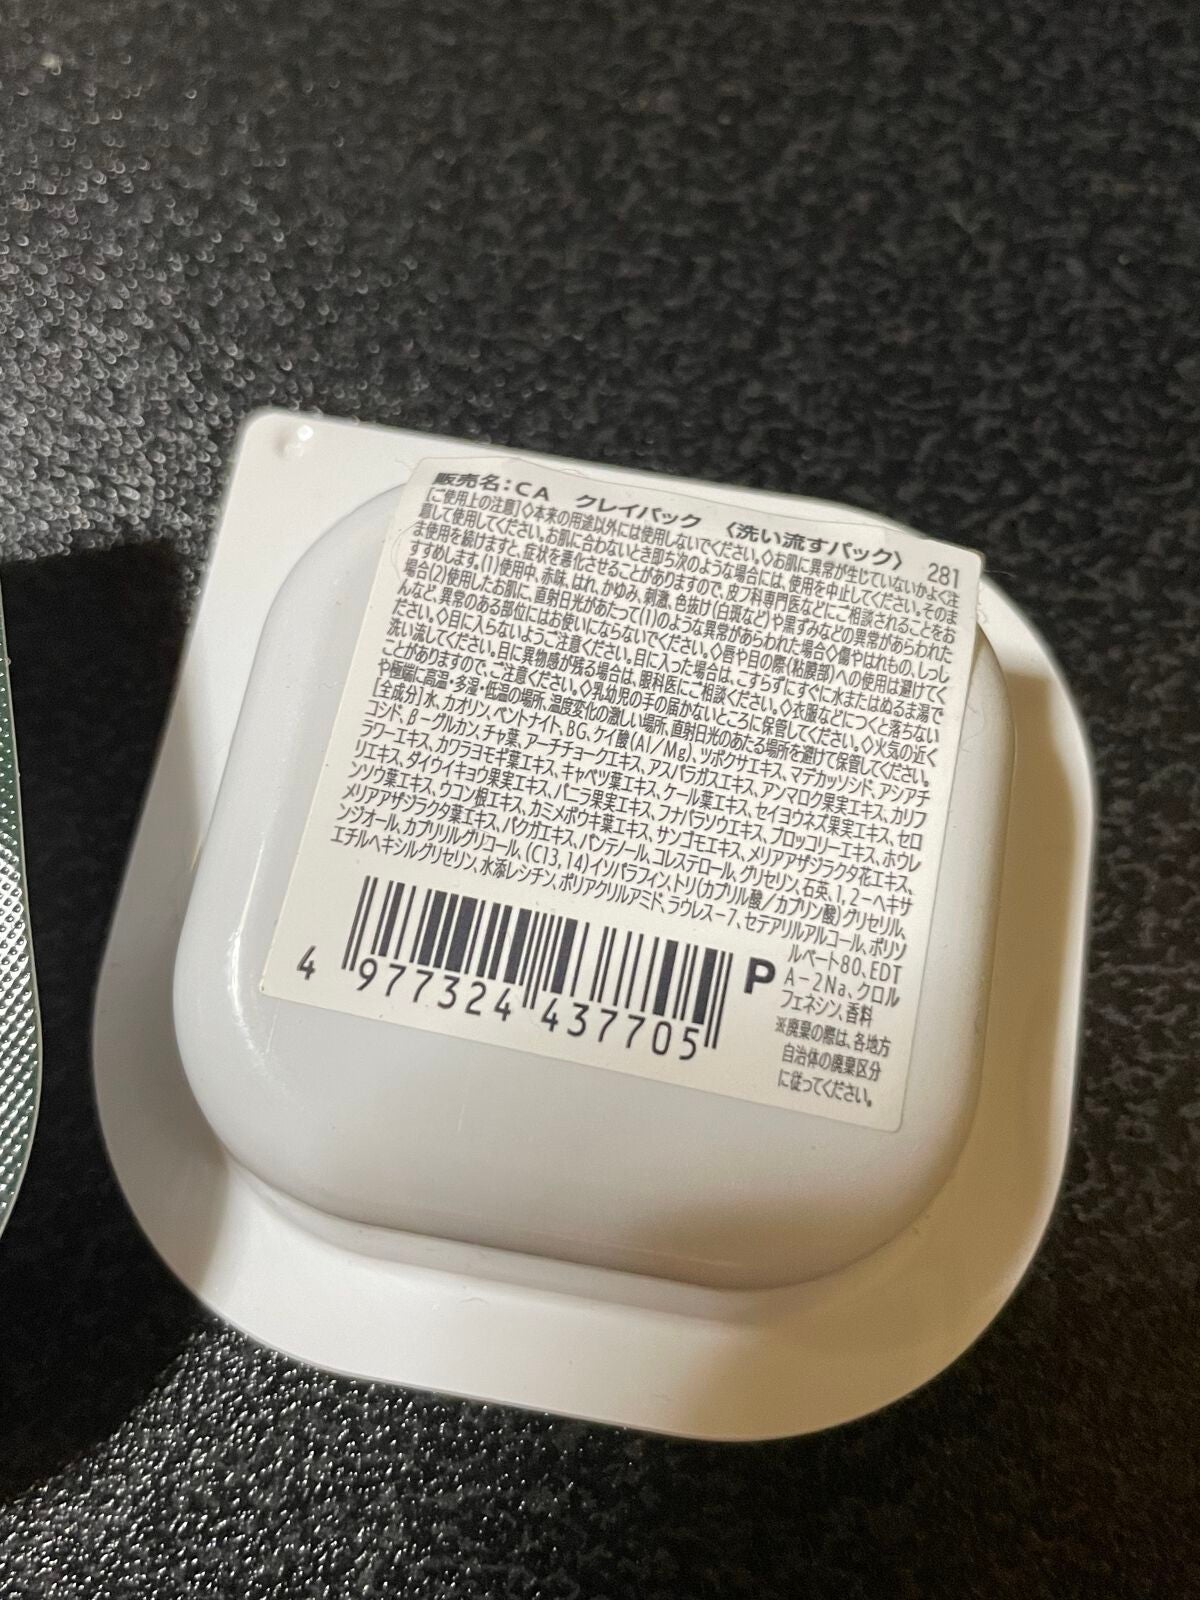 販売名:CA クレイパック 〈洗い流すパック〉 281
[ご使用上の注意]◇本来の用途以外には使用しないでください。◇お肌に異常が生じていないかよく注
意して使用してください。お肌に合わないとき即ち次のような場合には、使用を中止してください。そのま
ま使用を続けますと、症状を悪化させることがありますので、皮フ科専門医などにご相談されることをお
すすめします。(1)使用中、赤味、はれ、かゆみ、刺激、色抜け(白斑など)や黒ずみなどの異常があらわれた
場合(2)使用したお肌に、直射日光があたって(1)のような異常があらわれた場合◇傷やはれもの、しっし
んなど、異常のある部位にはお使いにならないでください。◇唇や目の際(粘膜部)への使用は避けてく
ださい。◇目に入らないようご注意ください。目に入った場合は、こすらずにすぐに水またはぬるま湯で
洗い流してください。目に異物感が残る場合は、眼科医にご相談ください。◇衣服などにつくと落ちない
ことがありますので、ご注意ください。◇乳幼児の手の届かないところに保管してください。◇火気の近く
や極端に高温・多湿・低温の場所、温度変化の激しい場所、直射日光のあたる場所を避けて保管してください。
[全成分]水、カオリン、ベントナイト、BG、ケイ酸(Al/Mg)、ツボクサエキス、マデカッソシド、アシアチ
コシド、β-グルカン、チャ葉、アーチチョークエキス、アスパラガスエキス、アンマロク果実エキス、カリフ
ラワーエキス、カワラヨモギ葉エキス、キャベツ葉エキス、ケール葉エキス、セイヨウネズ果実エキス、セロ
リエキス、ダイウイキョウ果実エキス、バニラ果実エキス、フナバラソウエキス、ブロッコリーエキス、ホウレ
ンソウ葉エキス、ウコン根エキス、カミメボウキ葉エキス、サンゴモエキス、メリアアザジラクタ花エキス、
メリアアザジラクタ葉エキス、バクガエキス、パンテノール、コレステロール、グリセリン、石英、1,2-ヘキサ
ンジオール、カプリリルグリコール、(C13,14)イソパラフィン、トリ(カプリル酸/カプリン酸)グリセリル、
エチルヘキシルグリセリン、水添レシチン、ポリアクリルアミド、ラウレス-7、セテアリルアルコール、ポリソ
ルベート80、EDT
A-2Na、クロル
フェネシン、香料
※廃棄の際は、各地方
自治体の廃棄区分
に従ってください。
P
4 977324 437705